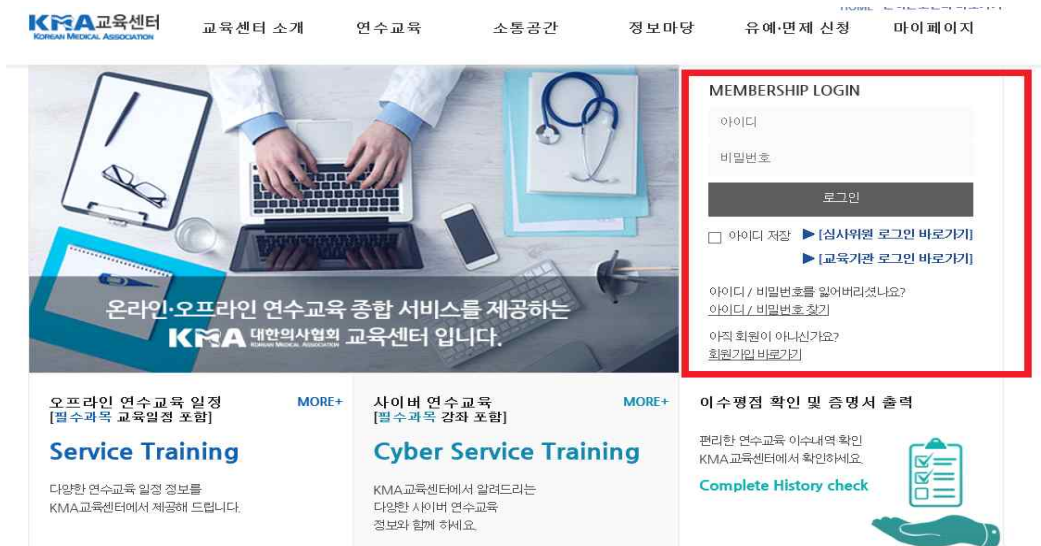 HOME
KMA교육센터
KOREAN MEDICAL ASSOCIATION
교육센터 소개 연수교육 소통공간 정보마당 유예·면제 신청 마이페이지
온라인·오프라인 연수교육 종합 서비스를 제공하는
KMA 대한의사협회 KOREAN MEDICAL ASSOCIATION 교육센터 입니다.
MEMBERSHIP LOGIN
아이디
비밀번호
로그인
아이디 저장 ▶ [심사위원 로그인 바로가기]
▶ [교육기관 로그인 바로가기]
아이디 / 비밀번호를 잃어버리셨나요?
아이디 / 비밀번호 찾기
아직 회원이 아니신가요?
회원가입 바로가기
오프라인 연수교육 일정 MORE+
[필수과목 교육일정 포함]
Service Training
다양한 연수교육 일정 정보를
KMA교육센터에서 제공해 드립니다.
사이버 연수교육 MORE+
[필수과목 강좌 포함]
Cyber Service Training
KMA교육센터에서 알려드리는
다양한 사이버 연수교육
정보와 함께 하세요.
이수평점 확인 및 증명서 출력
편리한 연수교육 이수내역 확인
KMA교육센터에서 확인하세요.
Complete History check